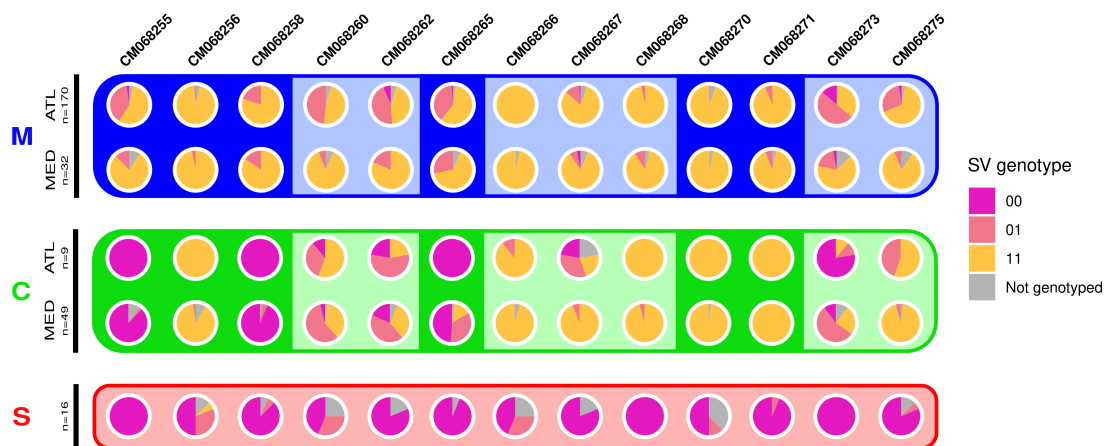 CM068255 CM068256 CM068258 CM068260 CM068262 CM068265 CM068266 CM068267 CM068268 CM068270 CM068271 CM068273 CM068275
M
ATL
n=170
MED
n=32
C
ATL
n=9
MED
n=49
S
n=16
SV genotype
00
01
11
Not genotyped